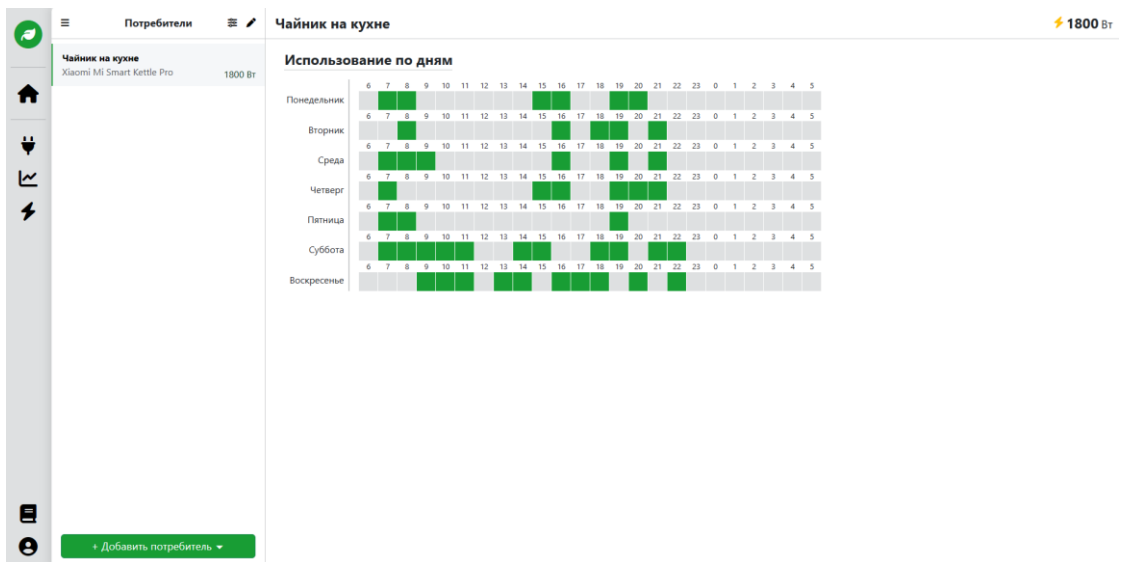 Потребители
Чайник на кухне
Xiaomi Mi Smart Kettle Pro
1800 Вт
+ Добавить потребитель
Чайник на кухне
1800 Вт
Использование по дням
6 7 8 9 10 11 12 13 14 15 16 17 18 19 20 21 22 23 0 1 2 3 4 5
Понедельник
6 7 8 9 10 11 12 13 14 15 16 17 18 19 20 21 22 23 0 1 2 3 4 5
Вторник
6 7 8 9 10 11 12 13 14 15 16 17 18 19 20 21 22 23 0 1 2 3 4 5
Среда
6 7 8 9 10 11 12 13 14 15 16 17 18 19 20 21 22 23 0 1 2 3 4 5
Четверг
6 7 8 9 10 11 12 13 14 15 16 17 18 19 20 21 22 23 0 1 2 3 4 5
Пятница
6 7 8 9 10 11 12 13 14 15 16 17 18 19 20 21 22 23 0 1 2 3 4 5
Суббота
6 7 8 9 10 11 12 13 14 15 16 17 18 19 20 21 22 23 0 1 2 3 4 5
Воскресенье